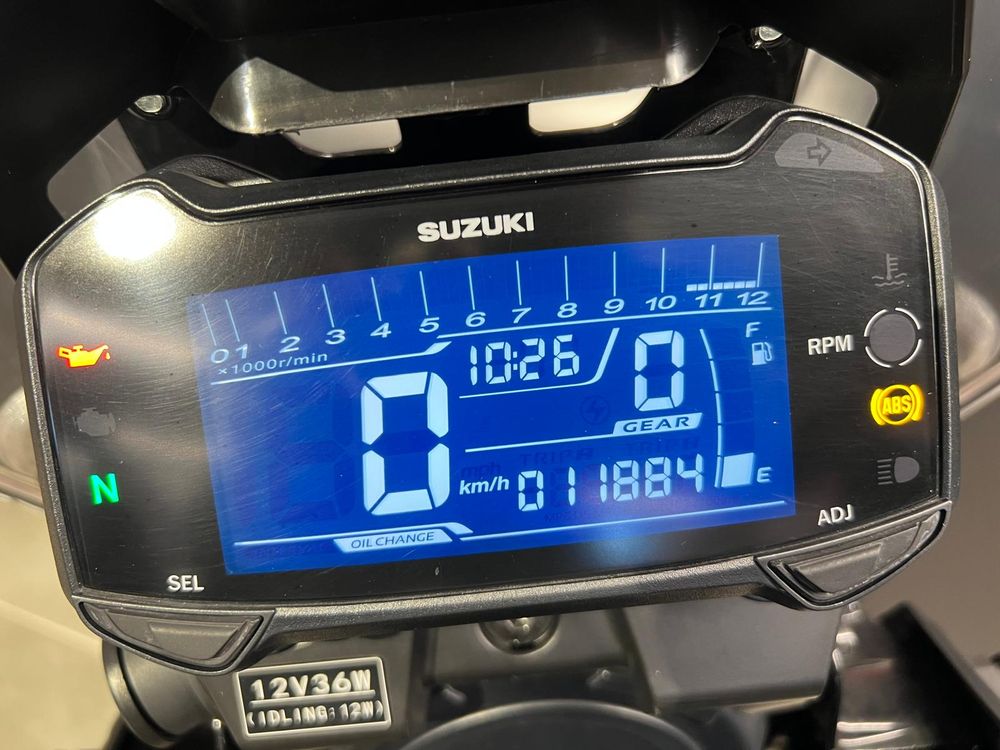 SUZUKI
0 1 2 3 4 5 6 7 8 9 10 11 12
×1000r/min
10:26
0
GEAR
F
RPM
ABS
0
km/h
011884
E
N
OIL CHANGE
SEL
ADJ
12V36W
(IDLING:12W)